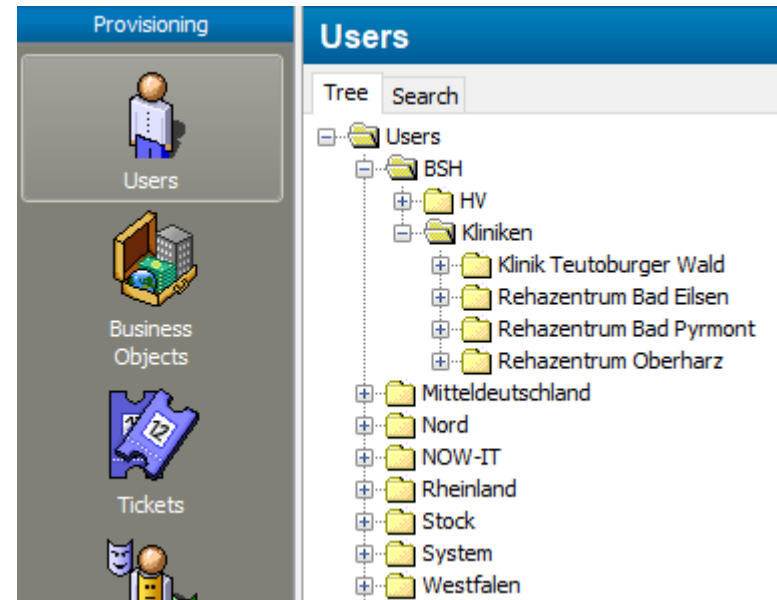 Provisioning
Users
Business
Objects
12
Tickets
Users
Tree Search
Users
BSH
HV
Kliniken
Klinik Teutoburger Wald
Rehazentrum Bad Eilsen
Rehazentrum Bad Pyrmont
Rehazentrum Oberharz
Mitteldeutschland
Nord
NOW-IT
Rheinland
Stock
System
Westfalen